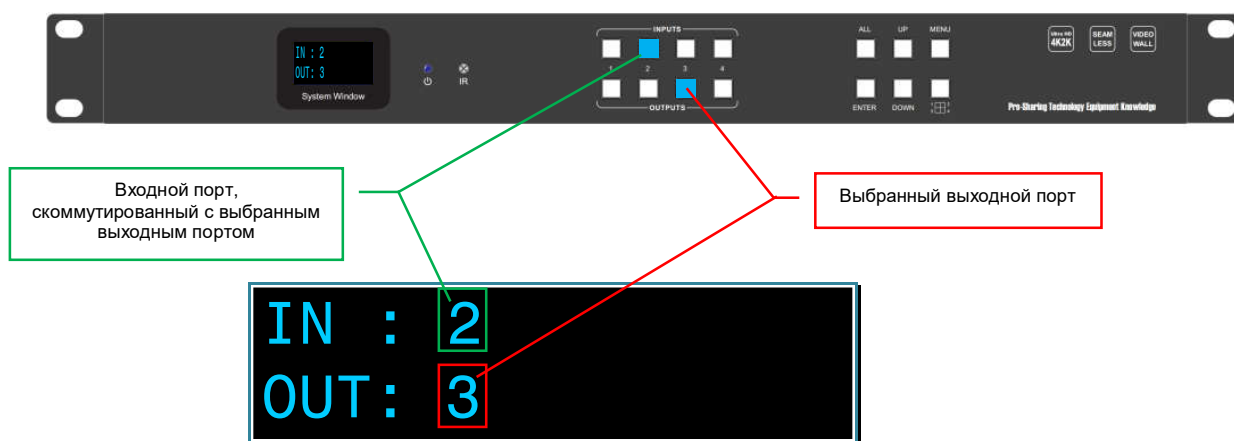 INPUTS
ALL UP MENU
Ultra HD
4K2K
SEAM
LESS
VIDEO
WALL
IN : 2
OUT: 3
1 2 3 4
IR
System Window
OUTPUTS
ENTER DOWN
Pro-Sharing Technology Equipment Knowledge
Входной порт,
скоммутированный с выбранным
выходным портом
Выбранный выходной порт
IN : 2
OUT: 3